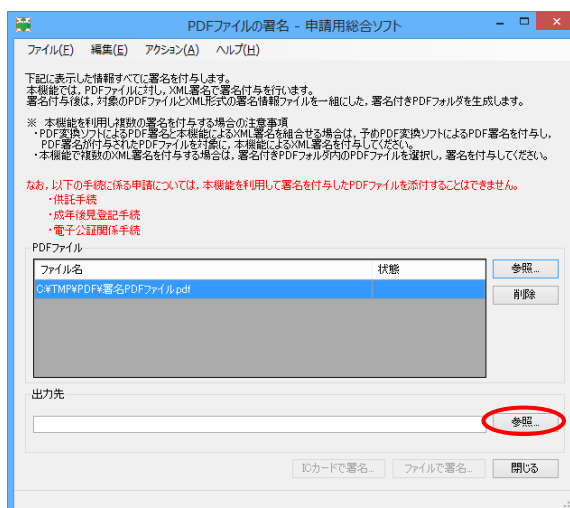 PDFファイルの署名 - 申請用総合ソフト
ファイル(F) 編集(E) アクション(A) ヘルプ(H)
下記に表示した情報すべてに署名を付与します。
本機能では，PDFファイルに対し，XML署名で署名付与を行います。
署名付与後は，対象のPDFファイルとXML形式の署名情報ファイルを一組にした，署名付きPDFフォルダを生成します。
※ 本機能を利用し複数の署名を付与する場合の注意事項
・PDF変換ソフトによるPDF署名と本機能によるXML署名を組合せる場合は，予めPDF変換ソフトによるPDF署名を付与し，
PDF署名が付与されたPDFファイルを対象に，本機能によるXML署名を付与してください。
・本機能で複数のXML署名を付与する場合は，署名付きPDFフォルダ内のPDFファイルを選択し，署名を付与してください。
なお，以下の手続に係る申請については，本機能を利用して署名を付与したPDFファイルを添付することはできません。
・供託手続
・成年後見登記手続
・電子公証関係手続
PDFファイル
ファイル名 状態 参照...
C:¥TMP¥PDF¥署名PDFファイル.pdf 削除
出力先
参照...
ICカードで署名... ファイルで署名... 閉じる